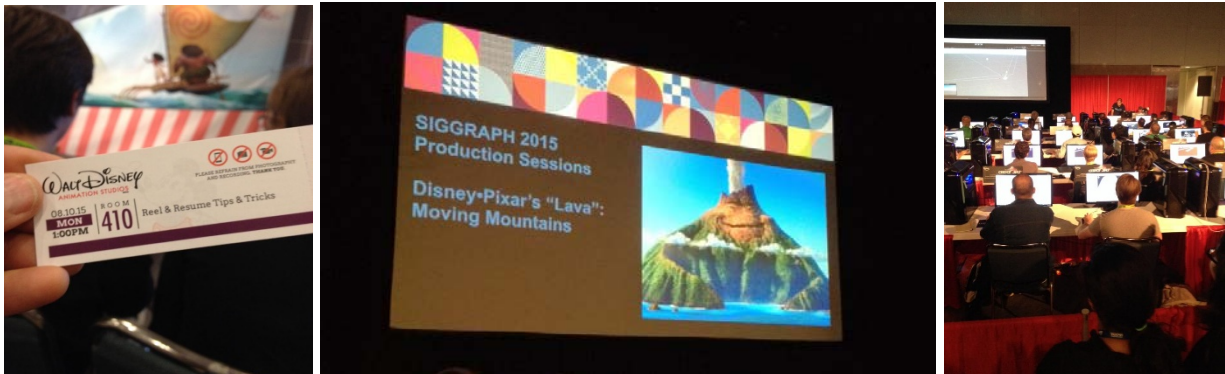 WALT DISNEY
ANIMATION STUDIOS
PLEASE REFRAIN FROM PHOTOGRAPHY
AND RECORDING. THANK YOU.
08.10.15
MON
1:00PM
ROOM
410
Reel & Resume Tips & Tricks
SIGGRAPH 2015
Production Sessions
Disney•Pixar's "Lava":
Moving Mountains